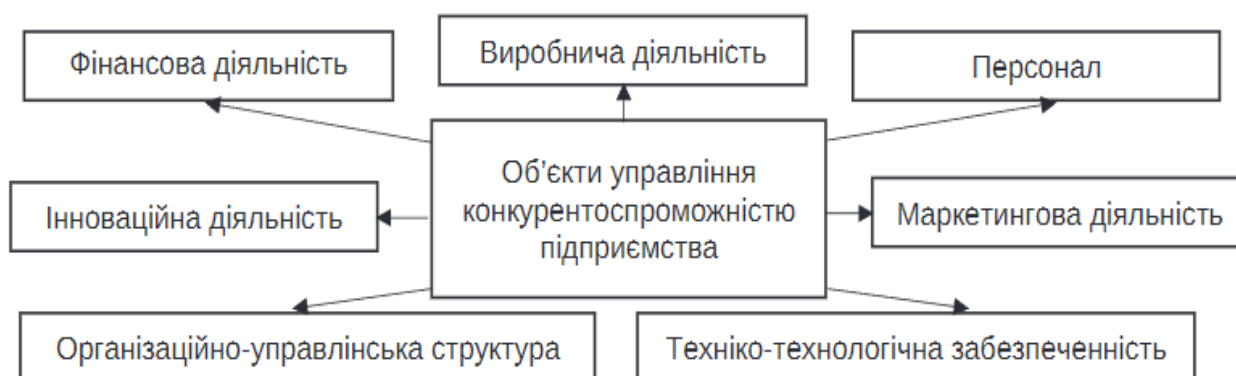 Фінансова діяльність
Виробнича діяльність
Персонал
Об’єкти управління
конкурентоспроможністю
підприємства
Інноваційна діяльність
Маркетингова діяльність
Організаційно-управлінська структура
Техніко-технологічна забезпеченність